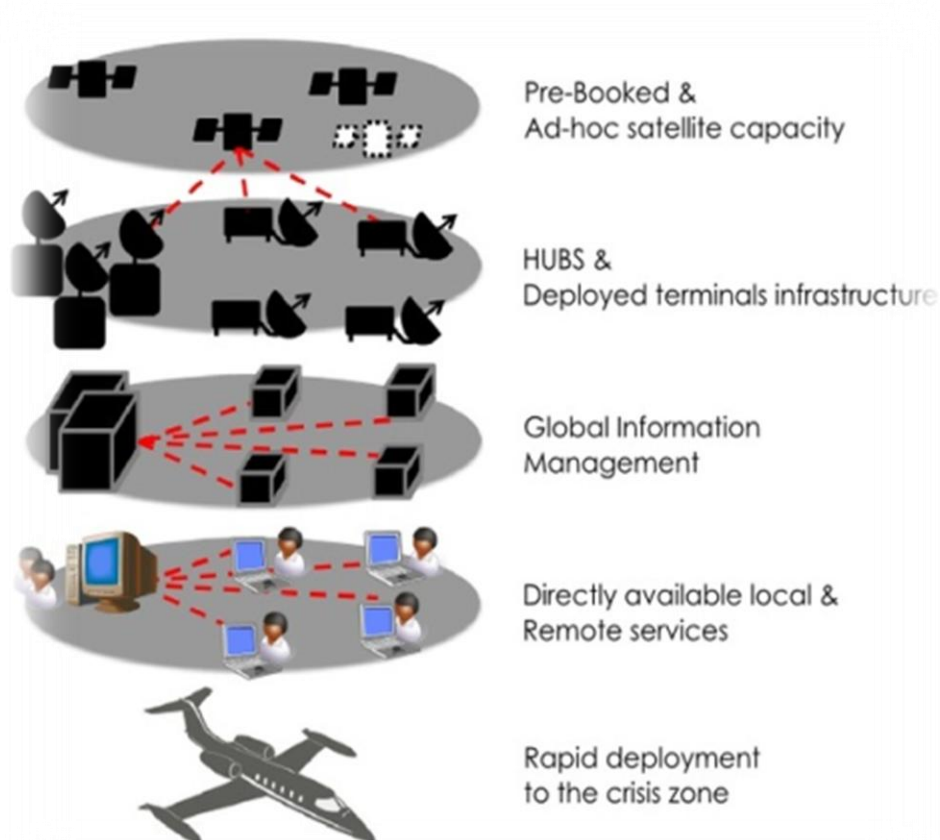 Pre-Booked &
Ad-hoc satellite capacity
HUBS &
Deployed terminals infrastructure
Global Information
Management
Directly available local &
Remote services
Rapid deployment
to the crisis zone